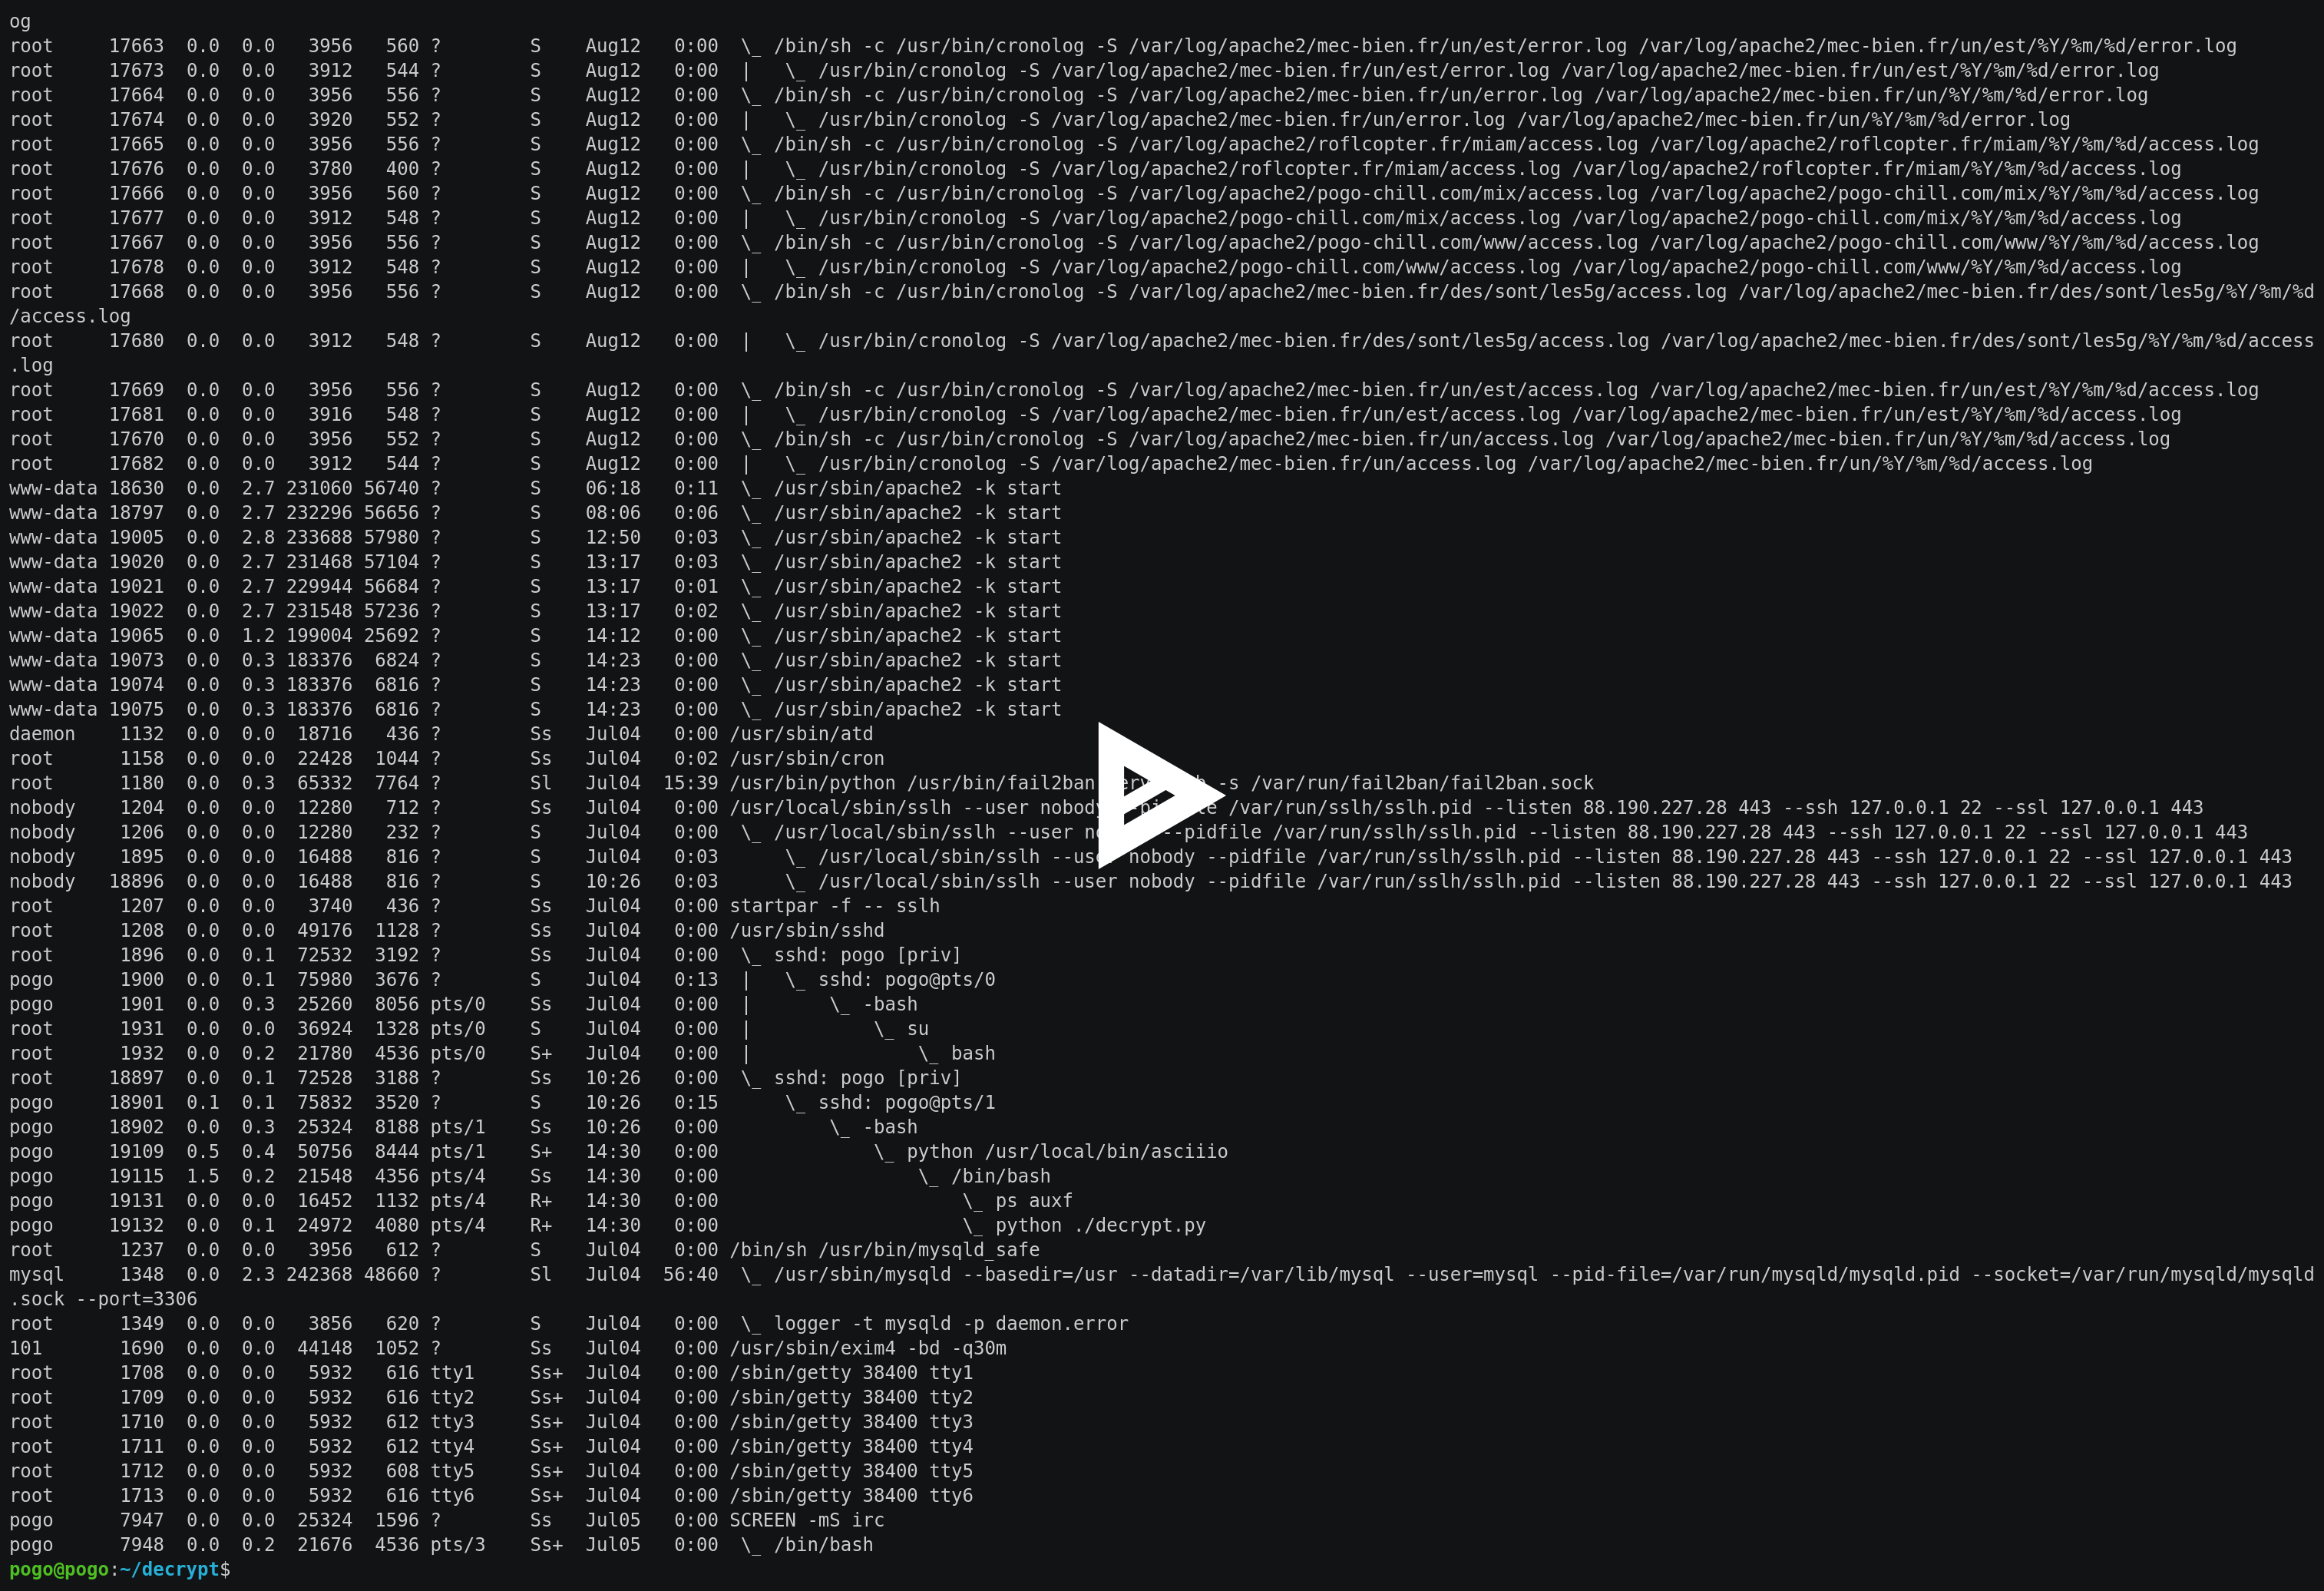 og
root     17663  0.0  0.0   3956   560 ?        S    Aug12   0:00  \_ /bin/sh -c /usr/bin/cronolog -S /var/log/apache2/mec-bien.fr/un/est/error.log /var/log/apache2/mec-bien.fr/un/est/%Y/%m/%d/error.log
root     17673  0.0  0.0   3912   544 ?        S    Aug12   0:00  |   \_ /usr/bin/cronolog -S /var/log/apache2/mec-bien.fr/un/est/error.log /var/log/apache2/mec-bien.fr/un/est/%Y/%m/%d/error.log
root     17664  0.0  0.0   3956   556 ?        S    Aug12   0:00  \_ /bin/sh -c /usr/bin/cronolog -S /var/log/apache2/mec-bien.fr/un/error.log /var/log/apache2/mec-bien.fr/un/%Y/%m/%d/error.log
root     17674  0.0  0.0   3920   552 ?        S    Aug12   0:00  |   \_ /usr/bin/cronolog -S /var/log/apache2/mec-bien.fr/un/error.log /var/log/apache2/mec-bien.fr/un/%Y/%m/%d/error.log
root     17665  0.0  0.0   3956   556 ?        S    Aug12   0:00  \_ /bin/sh -c /usr/bin/cronolog -S /var/log/apache2/roflcopter.fr/miam/access.log /var/log/apache2/roflcopter.fr/miam/%Y/%m/%d/access.log
root     17676  0.0  0.0   3780   400 ?        S    Aug12   0:00  |   \_ /usr/bin/cronolog -S /var/log/apache2/roflcopter.fr/miam/access.log /var/log/apache2/roflcopter.fr/miam/%Y/%m/%d/access.log
root     17666  0.0  0.0   3956   560 ?        S    Aug12   0:00  \_ /bin/sh -c /usr/bin/cronolog -S /var/log/apache2/pogo-chill.com/mix/access.log /var/log/apache2/pogo-chill.com/mix/%Y/%m/%d/access.log
root     17677  0.0  0.0   3912   548 ?        S    Aug12   0:00  |   \_ /usr/bin/cronolog -S /var/log/apache2/pogo-chill.com/mix/access.log /var/log/apache2/pogo-chill.com/mix/%Y/%m/%d/access.log
root     17667  0.0  0.0   3956   556 ?        S    Aug12   0:00  \_ /bin/sh -c /usr/bin/cronolog -S /var/log/apache2/pogo-chill.com/www/access.log /var/log/apache2/pogo-chill.com/www/%Y/%m/%d/access.log
root     17678  0.0  0.0   3912   548 ?        S    Aug12   0:00  |   \_ /usr/bin/cronolog -S /var/log/apache2/pogo-chill.com/www/access.log /var/log/apache2/pogo-chill.com/www/%Y/%m/%d/access.log
root     17668  0.0  0.0   3956   556 ?        S    Aug12   0:00  \_ /bin/sh -c /usr/bin/cronolog -S /var/log/apache2/mec-bien.fr/des/sont/les5g/access.log /var/log/apache2/mec-bien.fr/des/sont/les5g/%Y/%m/%d
/access.log
root     17680  0.0  0.0   3912   548 ?        S    Aug12   0:00  |   \_ /usr/bin/cronolog -S /var/log/apache2/mec-bien.fr/des/sont/les5g/access.log /var/log/apache2/mec-bien.fr/des/sont/les5g/%Y/%m/%d/access
.log
root     17669  0.0  0.0   3956   556 ?        S    Aug12   0:00  \_ /bin/sh -c /usr/bin/cronolog -S /var/log/apache2/mec-bien.fr/un/est/access.log /var/log/apache2/mec-bien.fr/un/est/%Y/%m/%d/access.log
root     17681  0.0  0.0   3916   548 ?        S    Aug12   0:00  |   \_ /usr/bin/cronolog -S /var/log/apache2/mec-bien.fr/un/est/access.log /var/log/apache2/mec-bien.fr/un/est/%Y/%m/%d/access.log
root     17670  0.0  0.0   3956   552 ?        S    Aug12   0:00  \_ /bin/sh -c /usr/bin/cronolog -S /var/log/apache2/mec-bien.fr/un/access.log /var/log/apache2/mec-bien.fr/un/%Y/%m/%d/access.log
root     17682  0.0  0.0   3912   544 ?        S    Aug12   0:00  |   \_ /usr/bin/cronolog -S /var/log/apache2/mec-bien.fr/un/access.log /var/log/apache2/mec-bien.fr/un/%Y/%m/%d/access.log
www-data 18630  0.0  2.7 231060 56740 ?        S    06:18   0:11  \_ /usr/sbin/apache2 -k start
www-data 18797  0.0  2.7 232296 56656 ?        S    08:06   0:06  \_ /usr/sbin/apache2 -k start
www-data 19005  0.0  2.8 233688 57980 ?        S    12:50   0:03  \_ /usr/sbin/apache2 -k start
www-data 19020  0.0  2.7 231468 57104 ?        S    13:17   0:03  \_ /usr/sbin/apache2 -k start
www-data 19021  0.0  2.7 229944 56684 ?        S    13:17   0:01  \_ /usr/sbin/apache2 -k start
www-data 19022  0.0  2.7 231548 57236 ?        S    13:17   0:02  \_ /usr/sbin/apache2 -k start
www-data 19065  0.0  1.2 199004 25692 ?        S    14:12   0:00  \_ /usr/sbin/apache2 -k start
www-data 19073  0.0  0.3 183376  6824 ?        S    14:23   0:00  \_ /usr/sbin/apache2 -k start
www-data 19074  0.0  0.3 183376  6816 ?        S    14:23   0:00  \_ /usr/sbin/apache2 -k start
www-data 19075  0.0  0.3 183376  6816 ?        S    14:23   0:00  \_ /usr/sbin/apache2 -k start
daemon    1132  0.0  0.0  18716   436 ?        Ss   Jul04   0:00 /usr/sbin/atd
root      1158  0.0  0.0  22428  1044 ?        Ss   Jul04   0:02 /usr/sbin/cron
root      1180  0.0  0.3  65332  7764 ?        Sl   Jul04  15:39 /usr/bin/python -s /var/run/fail2ban/fail2ban.sock
nobody    1204  0.0  0.0  12280   712 ?        Ss   Jul04   0:00 /usr/local/sbin/sslh --user nobody /var/run/sslh/sslh.pid --listen 88.190.227.28 443 --ssh 127.0.0.1 22 --ssl 127.0.0.1 443
nobody    1206  0.0  0.0  12280   232 ?        S    Jul04   0:00  \_ /usr/local/sbin/sslh --user --pidfile /var/run/sslh/sslh.pid --listen 88.190.227.28 443 --ssh 127.0.0.1 22 --ssl 127.0.0.1 443
nobody    1895  0.0  0.0  16488   816 ?        S    Jul04   0:03      \_ /usr/local/sbin/sslh --user nobody --pidfile /var/run/sslh/sslh.pid --listen 88.190.227.28 443 --ssh 127.0.0.1 22 --ssl 127.0.0.1 443
nobody   18896  0.0  0.0  16488   816 ?        S    10:26   0:03      \_ /usr/local/sbin/sslh --user nobody --pidfile /var/run/sslh/sslh.pid --listen 88.190.227.28 443 --ssh 127.0.0.1 22 --ssl 127.0.0.1 443
root      1207  0.0  0.0   3740   436 ?        Ss   Jul04   0:00 startpar -f -- sslh
root      1208  0.0  0.0  49176  1128 ?        Ss   Jul04   0:00 /usr/sbin/sshd
root      1896  0.0  0.1  72532  3192 ?        Ss   Jul04   0:00  \_ sshd: pogo [priv]
pogo      1900  0.0  0.1  75980  3676 ?        S    Jul04   0:13  |   \_ sshd: pogo@pts/0
pogo      1901  0.0  0.3  25260  8056 pts/0    Ss   Jul04   0:00  |       \_ -bash
root      1931  0.0  0.0  36924  1328 pts/0    S    Jul04   0:00  |           \_ su
root      1932  0.0  0.2  21780  4536 pts/0    S+   Jul04   0:00  |               \_ bash
root     18897  0.0  0.1  72528  3188 ?        Ss   10:26   0:00  \_ sshd: pogo [priv]
pogo     18901  0.1  0.1  75832  3520 ?        S    10:26   0:15      \_ sshd: pogo@pts/1
pogo     18902  0.0  0.3  25324  8188 pts/1    Ss   10:26   0:00          \_ -bash
pogo     19109  0.5  0.4  50756  8444 pts/1    S+   14:30   0:00              \_ python /usr/local/bin/asciiio
pogo     19115  1.5  0.2  21548  4356 pts/4    Ss   14:30   0:00                  \_ /bin/bash
pogo     19131  0.0  0.0  16452  1132 pts/4    R+   14:30   0:00                      \_ ps auxf
pogo     19132  0.0  0.1  24972  4080 pts/4    R+   14:30   0:00                      \_ python ./decrypt.py
root      1237  0.0  0.0   3956   612 ?        S    Jul04   0:00 /bin/sh /usr/bin/mysqld_safe
mysql     1348  0.0  2.3 242368 48660 ?        Sl   Jul04  56:40  \_ /usr/sbin/mysqld --basedir=/usr --datadir=/var/lib/mysql --user=mysql --pid-file=/var/run/mysqld/mysqld.pid --socket=/var/run/mysqld/mysqld
.sock --port=3306
root      1349  0.0  0.0   3856   620 ?        S    Jul04   0:00  \_ logger -t mysqld -p daemon.error
101       1690  0.0  0.0  44148  1052 ?        Ss   Jul04   0:00 /usr/sbin/exim4 -bd -q30m
root      1708  0.0  0.0   5932   616 tty1     Ss+  Jul04   0:00 /sbin/getty 38400 tty1
root      1709  0.0  0.0   5932   616 tty2     Ss+  Jul04   0:00 /sbin/getty 38400 tty2
root      1710  0.0  0.0   5932   612 tty3     Ss+  Jul04   0:00 /sbin/getty 38400 tty3
root      1711  0.0  0.0   5932   612 tty4     Ss+  Jul04   0:00 /sbin/getty 38400 tty4
root      1712  0.0  0.0   5932   608 tty5     Ss+  Jul04   0:00 /sbin/getty 38400 tty5
root      1713  0.0  0.0   5932   616 tty6     Ss+  Jul04   0:00 /sbin/getty 38400 tty6
pogo      7947  0.0  0.0  25324  1596 ?        Ss   Jul05   0:00 SCREEN -mS irc
pogo      7948  0.0  0.2  21676  4536 pts/3    Ss+  Jul05   0:00  \_ /bin/bash
pogo@pogo:~/decrypt$